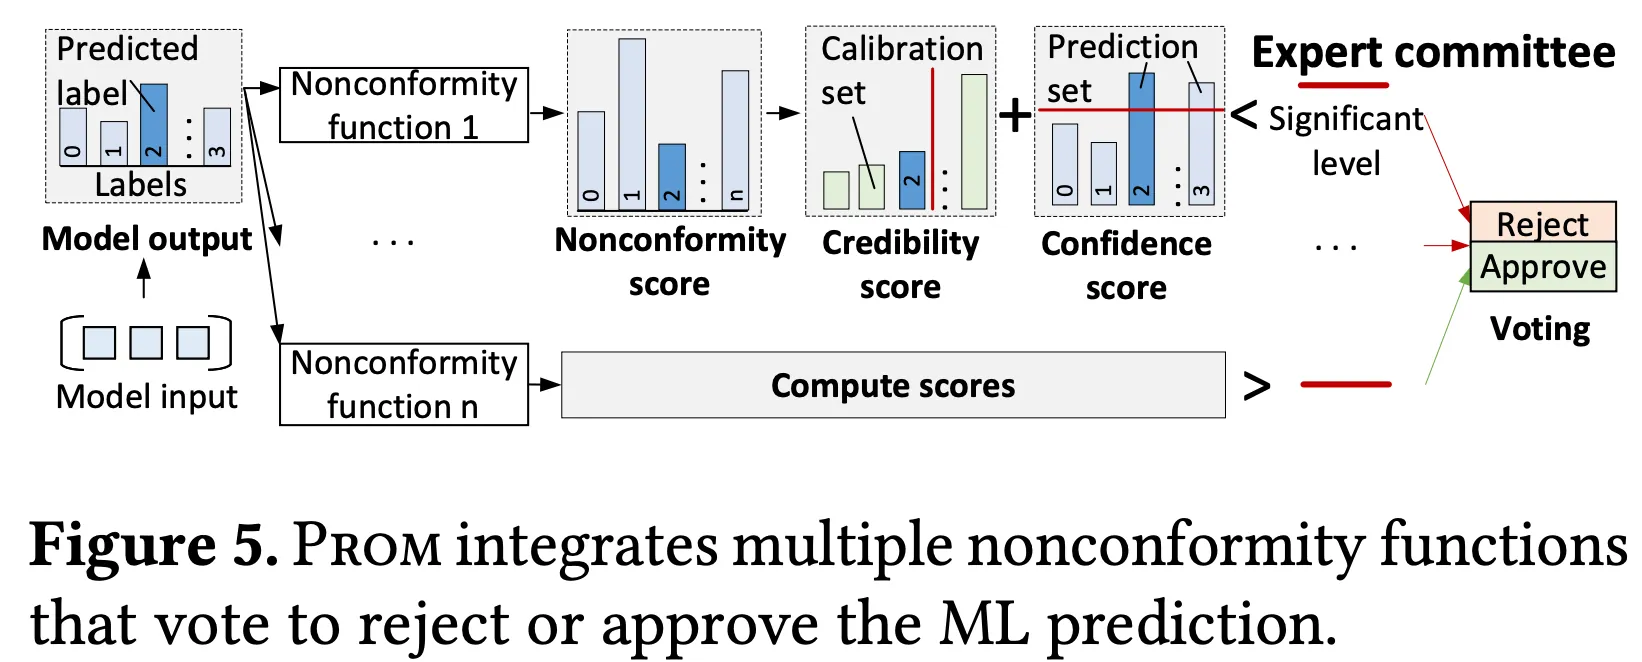 Predicted
label
0 1 2 : 3
Labels
Model output
Model input
Nonconformity
function 1
. . .
Nonconformity
function n
0 1 2 : n
Nonconformity
score
Calibration
set
2 :
Credibility
score
+
Prediction
set
0 1 2 : 3
Confidence
score
Compute scores
Expert committee
< Significant
level
. . .
>
Reject
Approve
Voting
Figure 5. PROM integrates multiple nonconformity functions
that vote to reject or approve the ML prediction.